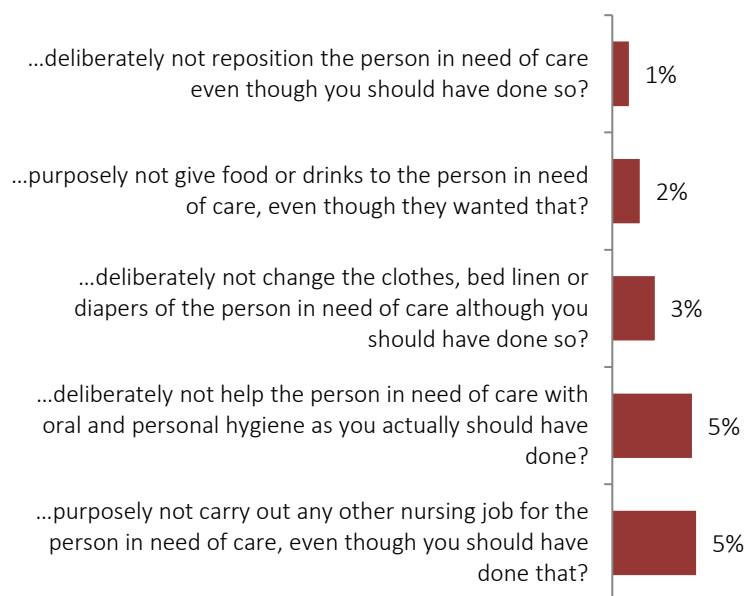 ...deliberately not reposition the person in need of care
even though you should have done so?
1%
...purposely not give food or drinks to the person in need
of care, even though they wanted that?
2%
...deliberately not change the clothes, bed linen or
diapers of the person in need of care although you
should have done so?
3%
...deliberately not help the person in need of care with
oral and personal hygiene as you actually should have
done?
5%
...purposely not carry out any other nursing job for the
person in need of care, even though you should have
done that?
5%